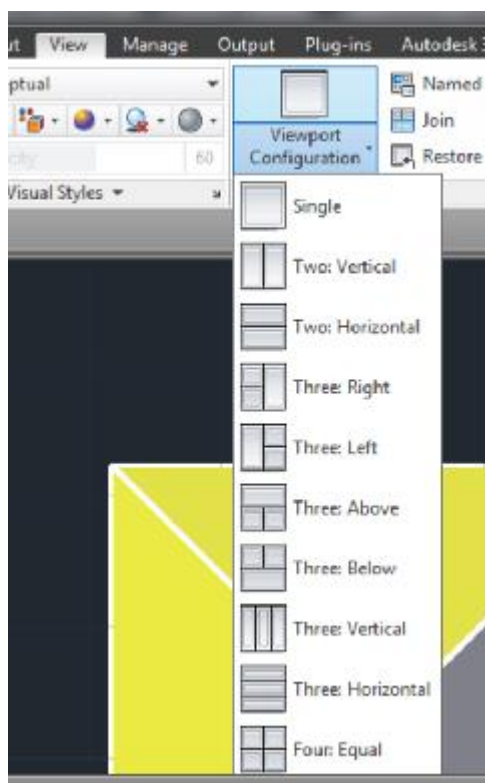 View Manage Output Plug-ins Autodesk
ptual
Named
Join
60
Viewport
Configuration
Restore
Visual Styles
Single
Two: Vertical
Two: Horizontal
Three: Right
Three: Left
Three: Above
Three: Below
Three: Vertical
Three: Horizontal
Four: Equal